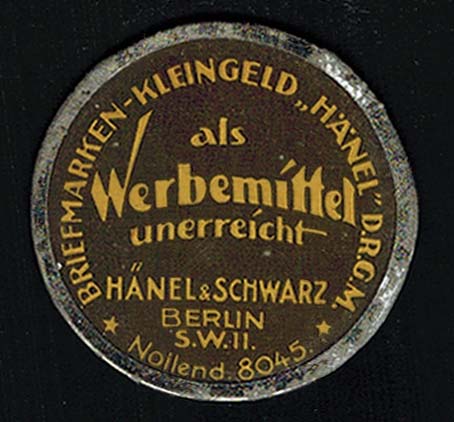 BRIEFMARKEN-KLEINGELD „HÄNEL" D.R.G.M.
als
Werbemittel
unerreicht
HÄNEL & SCHWARZ
BERLIN
S.W.11.
Nollend. 8045.